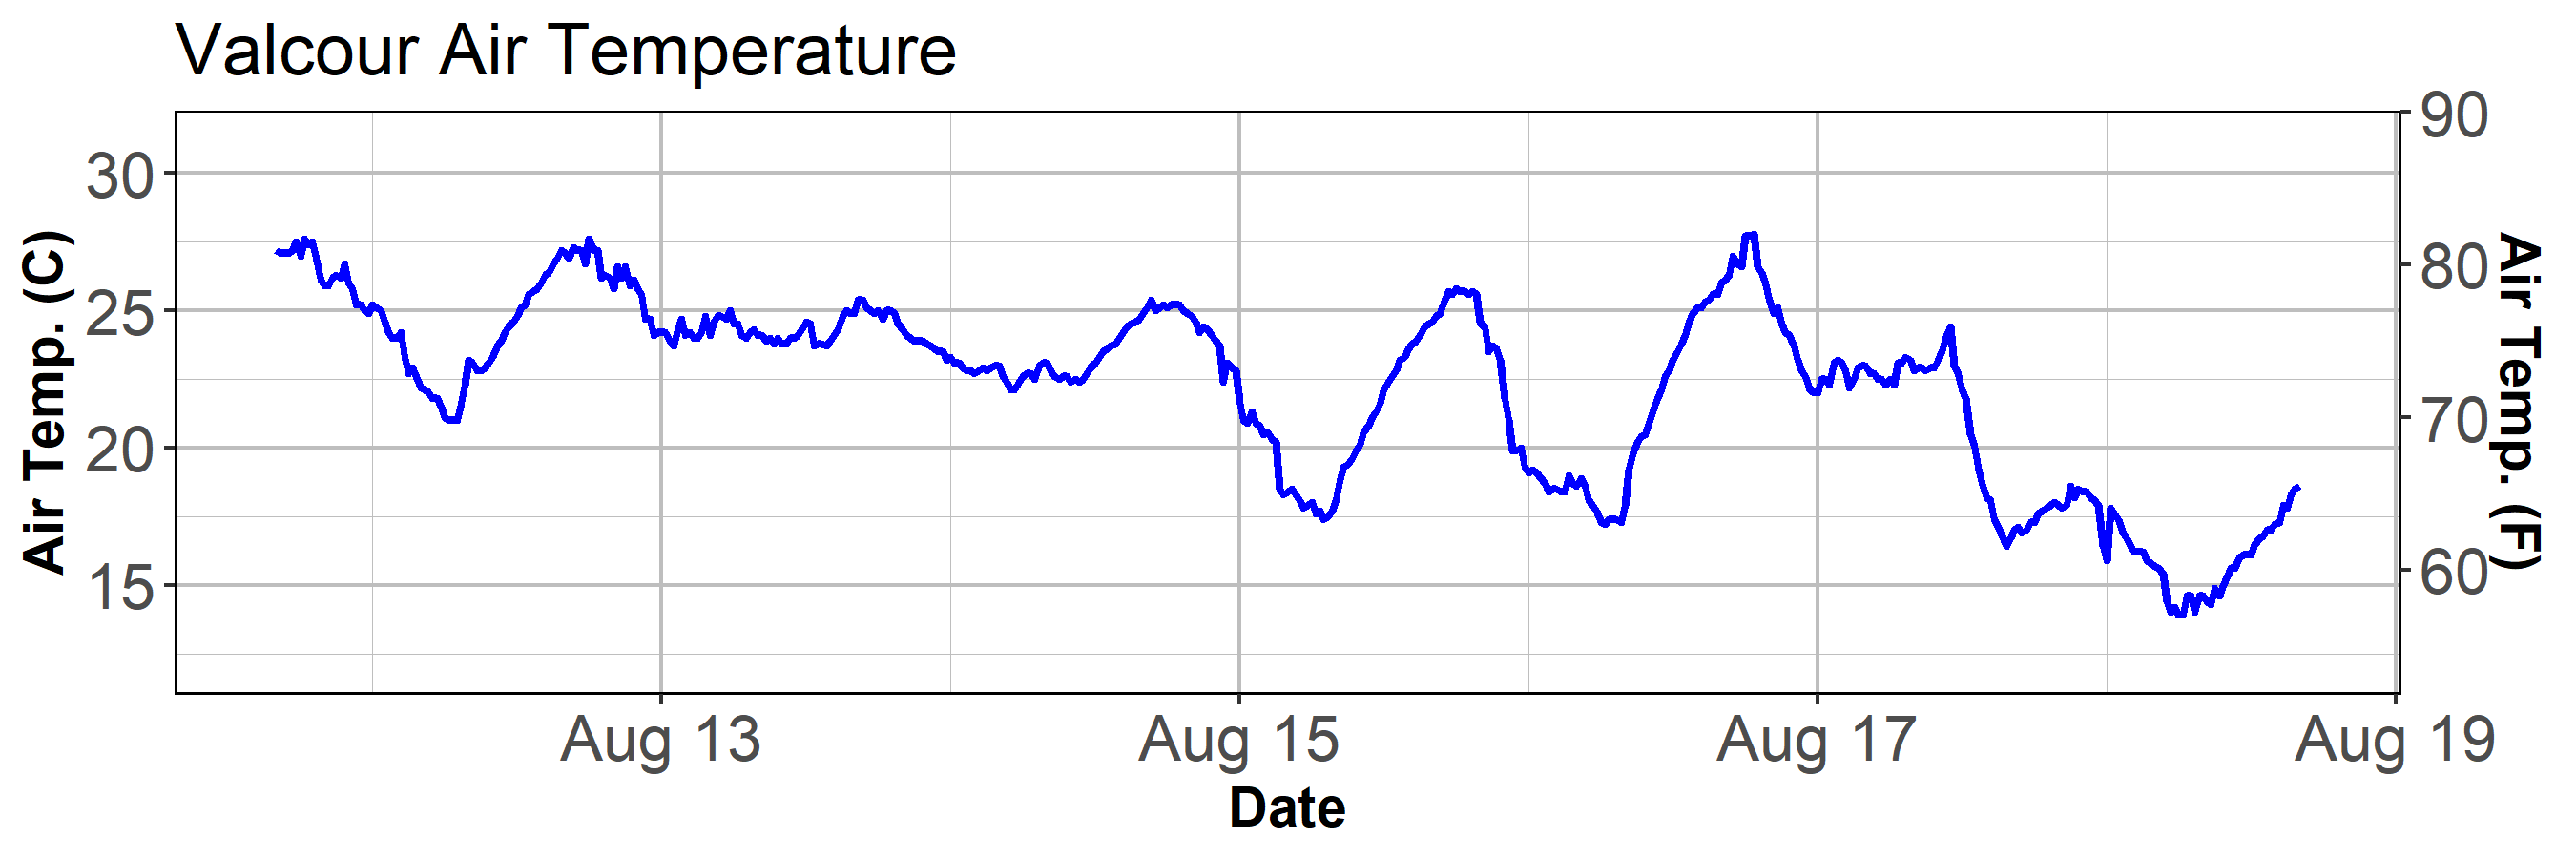 Valcour Air Temperature
Air Temp. (C)
30
25
20
15
90
80
70
60
Air Temp. (F)
Aug 13
Aug 15
Aug 17
Aug 19
Date